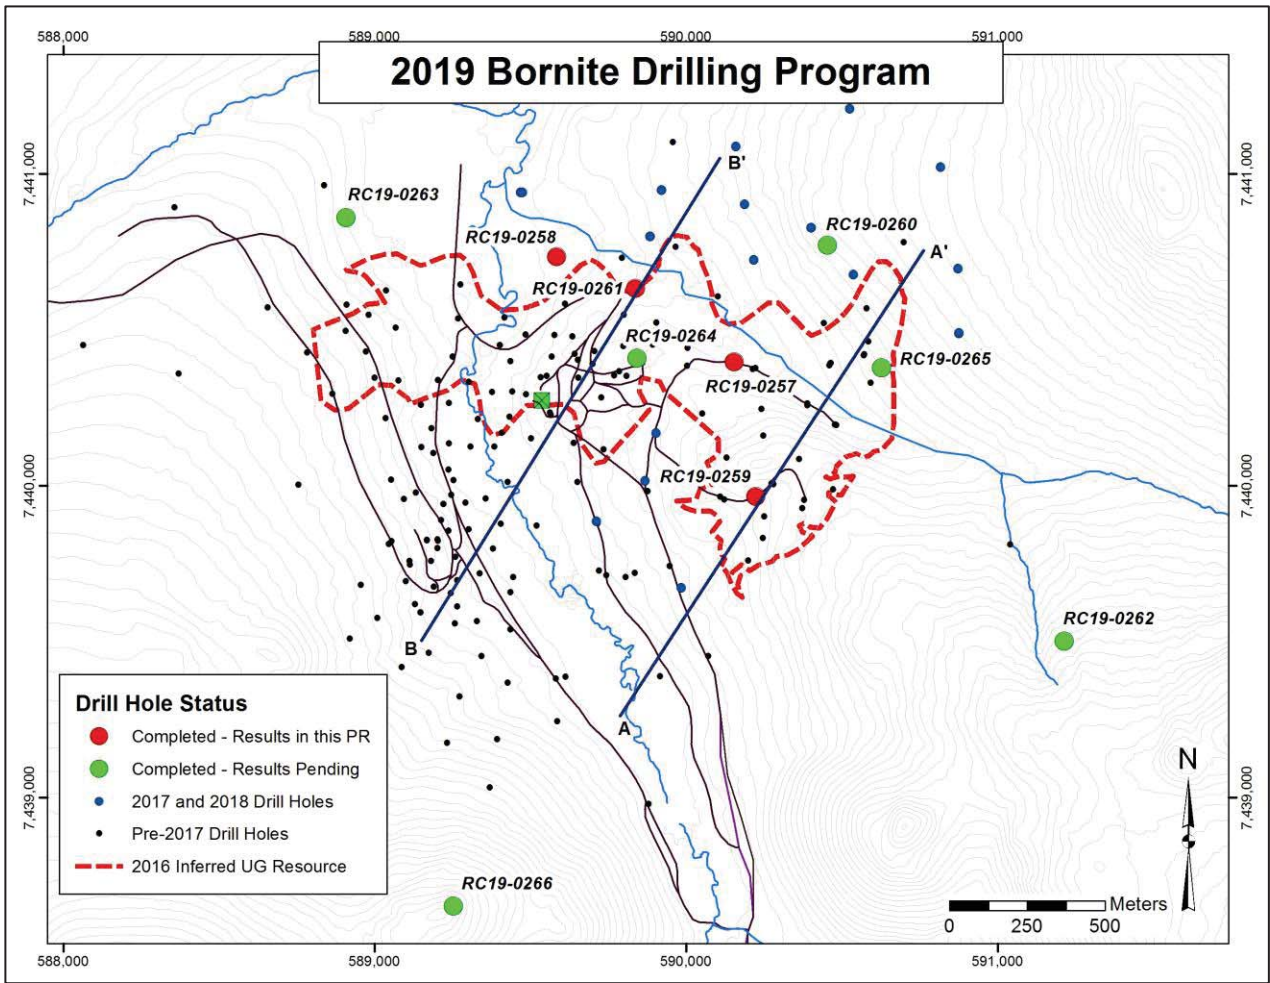 588,000
589,000
590,000
591,000
2019 Bornite Drilling Program
7,441,000
7,441,000
B'
RC19-0263
RC19-0260
RC19-0258
A'
RC19-0261
RC19-0264
RC19-0265
RC19-0257
RC19-0259
7,440,000
7,440,000
RC19-0262
B
A
Drill Hole Status
Completed - Results in this PR
Completed - Results Pending
2017 and 2018 Drill Holes
Pre-2017 Drill Holes
2016 Inferred UG Resource
N
7,439,000
7,439,000
RC19-0266
Meters
0 250 500
588,000
589,000
590,000
591,000